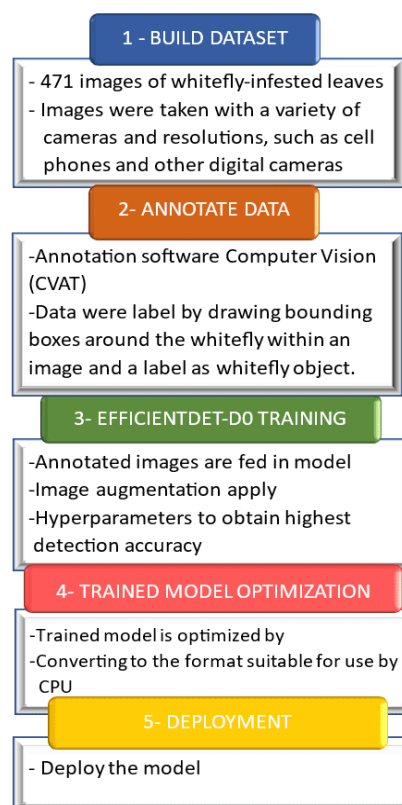 1 - BUILD DATASET
- 471 images of whitefly-infested leaves
- Images were taken with a variety of
cameras and resolutions, such as cell
phones and other digital cameras
2- ANNOTATE DATA
-Annotation software Computer Vision
(CVAT)
-Data were label by drawing bounding
boxes around the whitefly within an
image and a label as whitefly object.
3- EFFICIENTDET-D0 TRAINING
-Annotated images are fed in model
-Image augmentation apply
-Hyperparameters to obtain highest
detection accuracy
4- TRAINED MODEL OPTIMIZATION
-Trained model is optimized by
-Converting to the format suitable for use by
CPU
5- DEPLOYMENT
- Deploy the model